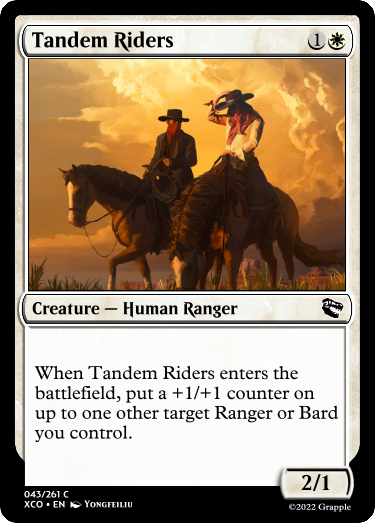 Tandem Riders 1
Creature — Human Ranger
When Tandem Riders enters the
battlefield, put a +1/+1 counter on
up to one other target Ranger or Bard
you control.
2/1
043/261 C
XCO • EN YONGFEILIU
©2022 Grapple